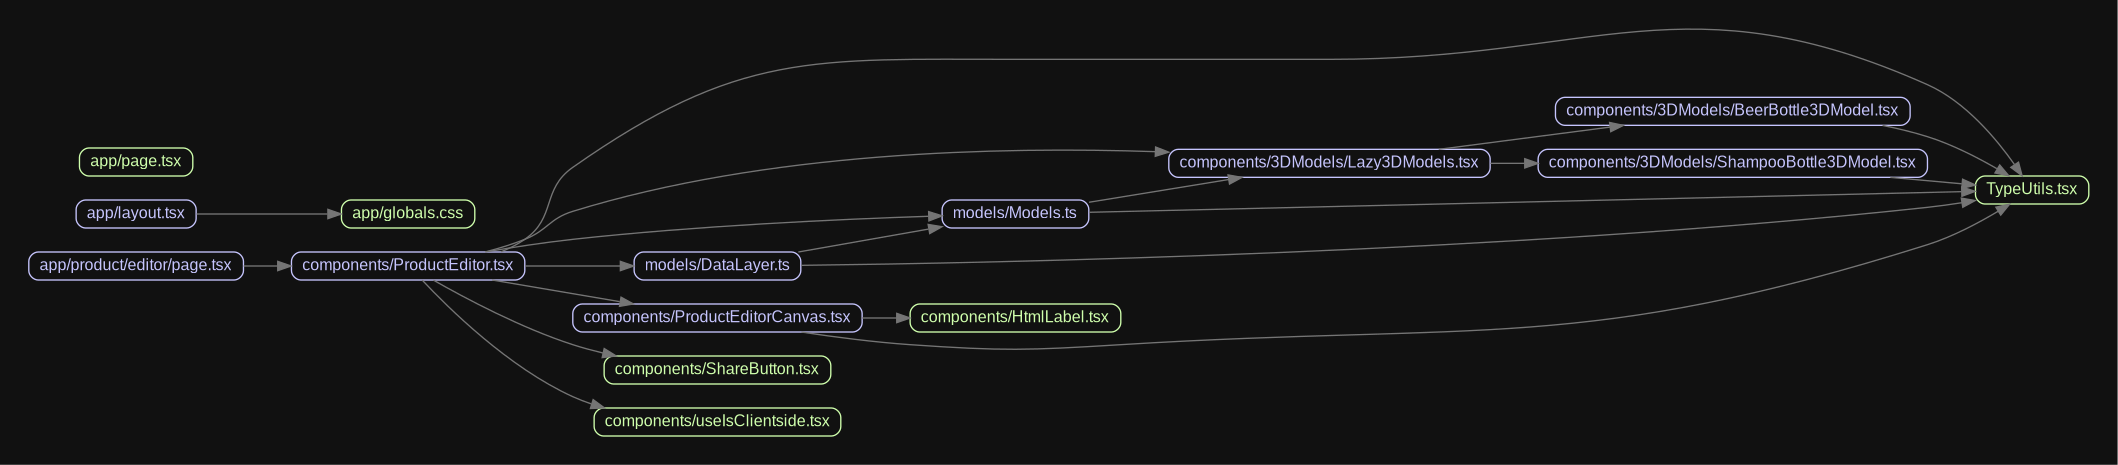 components/3DModels/BeerBottle3DModel.tsx
app/page.tsx
components/3DModels/Lazy3DModels.tsx
components/3DModels/ShampooBottle3DModel.tsx
TypeUtils.tsx
app/layout.tsx
app/globals.css
models/Models.ts
app/product/editor/page.tsx
components/ProductEditor.tsx
models/DataLayer.ts
components/ProductEditorCanvas.tsx
components/HtmlLabel.tsx
components/ShareButton.tsx
components/useIsClientside.tsx